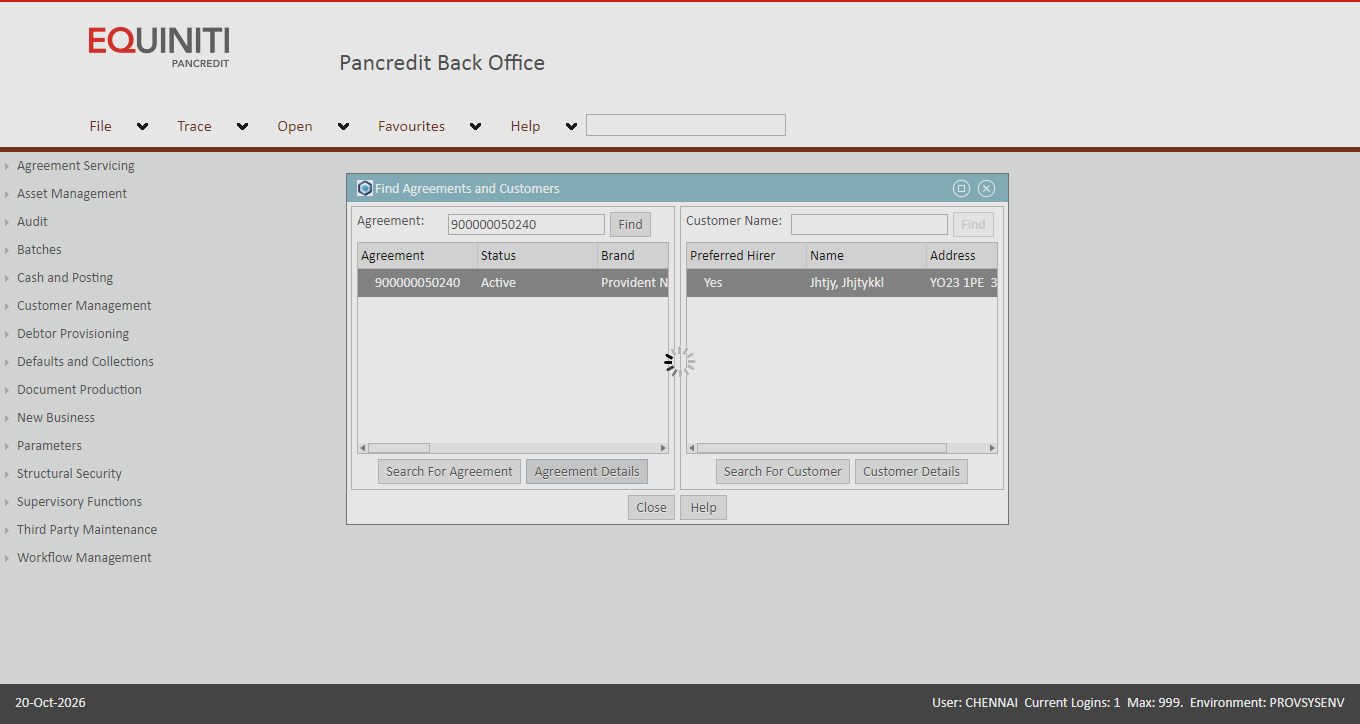 EQUINITI
PANCREDIT
Pancredit Back Office
File Trace Open Favourites Help
Agreement Servicing
Asset Management
Audit
Batches
Cash and Posting
Customer Management
Debtor Provisioning
Defaults and Collections
Document Production
New Business
Parameters
Structural Security
Supervisory Functions
Third Party Maintenance
Workflow Management
Find Agreements and Customers
Agreement: 900000050240 Find
Agreement Status Brand
900000050240 Active Provident N
Search For Agreement Agreement Details
Customer Name: Find
Preferred Hirer Name Address
Yes Jhtjy, Jhjtykkl YO23 1PE 3
Search For Customer Customer Details
Close Help
20-Oct-2026 User: CHENNAI Current Logins: 1 Max: 999. Environment: PROVSYSENV